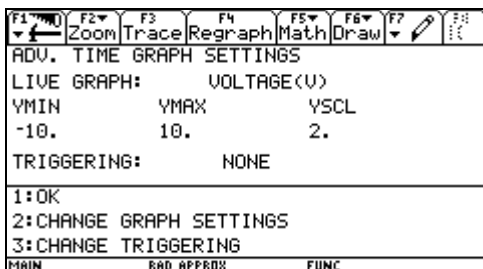 F1 F2 Zoom F3 Trace F4 Regraph F5 Math F6 Draw F7
ADV. TIME GRAPH SETTINGS
LIVE GRAPH: VOLTAGE(V)
YMIN YMAX YSCL
-10. 10. 2.
TRIGGERING: NONE
1:OK
2:CHANGE GRAPH SETTINGS
3:CHANGE TRIGGERING
MAIN RAD APPROX FUNC